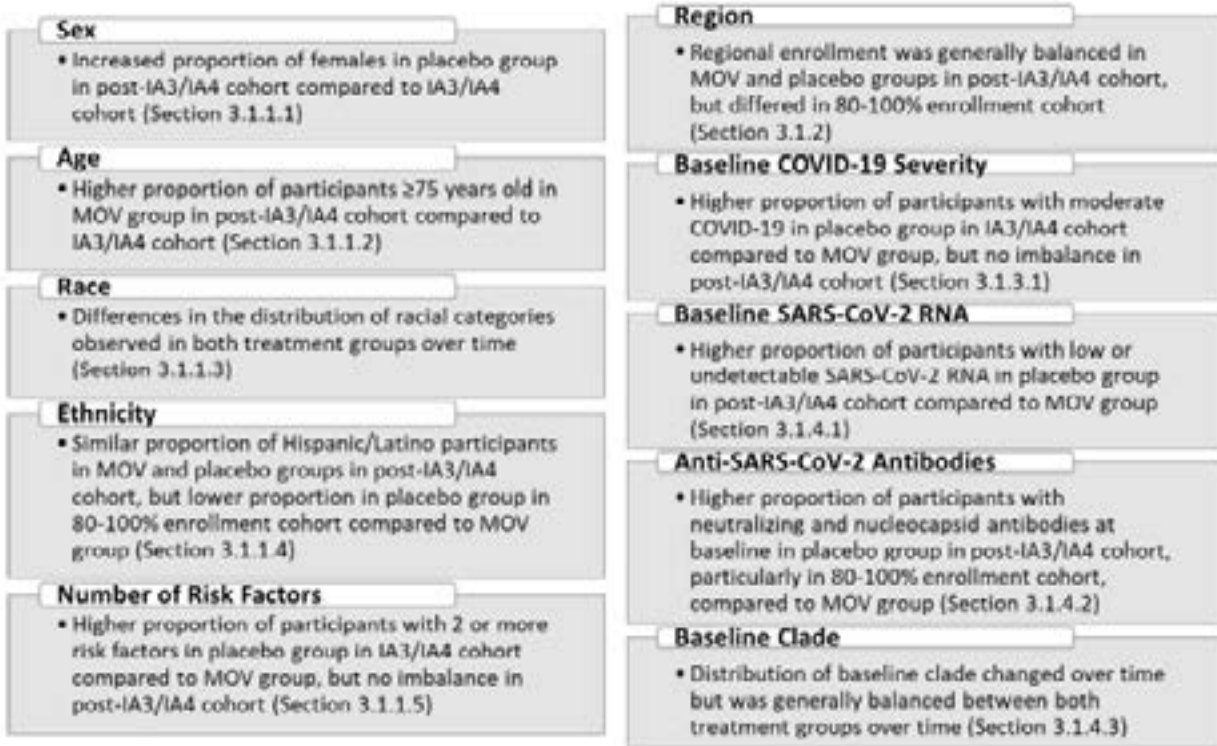 Sex
• Increased proportion of females in placebo group
in post-IA3/IA4 cohort compared to IA3/IA4
cohort (Section 3.1.1.1)
Age
• Higher proportion of participants ≥75 years old in
MOV group in post-IA3/IA4 cohort compared to
IA3/IA4 cohort (Section 3.1.1.2)
Race
• Differences in the distribution of racial categories
observed in both treatment groups over time
(Section 3.1.1.3)
Ethnicity
• Similar proportion of Hispanic/Latino participants
in MOV and placebo groups in post-IA3/IA4
cohort, but lower proportion in placebo group in
80-100% enrollment cohort compared to MOV
group (Section 3.1.1.4)
Number of Risk Factors
• Higher proportion of participants with 2 or more
risk factors in placebo group in IA3/IA4 cohort
compared to MOV group, but no imbalance in
post-IA3/IA4 cohort (Section 3.1.1.5)
Region
• Regional enrollment was generally balanced in
MOV and placebo groups in post-IA3/IA4 cohort,
but differed in 80-100% enrollment cohort
(Section 3.1.2)
Baseline COVID-19 Severity
• Higher proportion of participants with moderate
COVID-19 in placebo group in IA3/IA4 cohort
compared to MOV group, but no imbalance in
post-IA3/IA4 cohort (Section 3.1.3.1)
Baseline SARS-CoV-2 RNA
• Higher proportion of participants with low or
undetectable SARS-CoV-2 RNA in placebo group
in post-IA3/IA4 cohort compared to MOV group
(Section 3.1.4.1)
Anti-SARS-CoV-2 Antibodies
• Higher proportion of participants with
neutralizing and nucleocapsid antibodies at
baseline in placebo group in post-IA3/IA4 cohort,
particularly in 80-100% enrollment cohort,
compared to MOV group (Section 3.1.4.2)
Baseline Clade
• Distribution of baseline clade changed over time
but was generally balanced between both
treatment groups over time (Section 3.1.4.3)